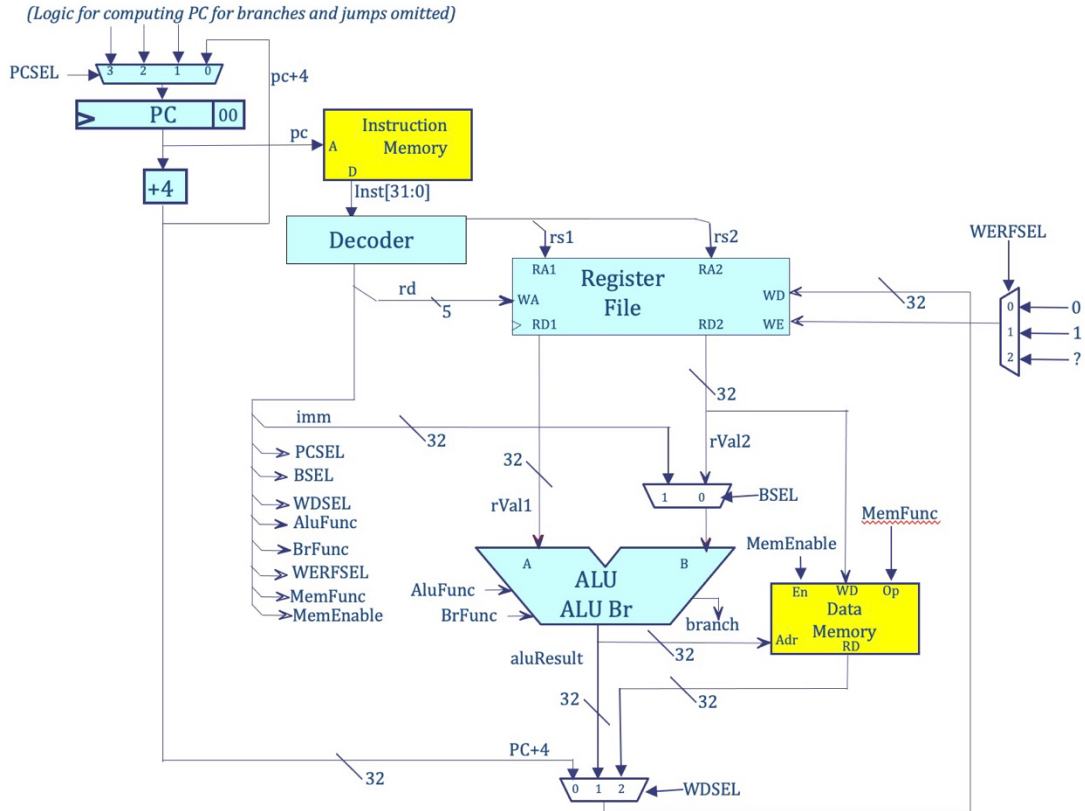 (Logic for computing PC for branches and jumps omitted)
PCSEL
3 2 1 0
pc+4
PC 00
pc
Instruction
Memory
A
D
+4
Inst[31:0]
Decoder
rs1
rs2
WERFSEL
RA1
RA2
Register
File
rd
5
WA
WD
32
0
0
RD1
RD2
WE
1
1
2
?
32
imm
32
rVal2
PCSEL
BSEL
WDSEL
AluFunc
BrFunc
WERFSEL
MemFunc
MemEnable
32
rVal1
1 0
BSEL
MemFunc
MemEnable
A
B
ALU
ALU Br
AluFunc
BrFunc
branch
En WD Op
Data
Memory
Adr
RD
aluResult
32
32
32
PC+4
32
0 1 2
WDSEL